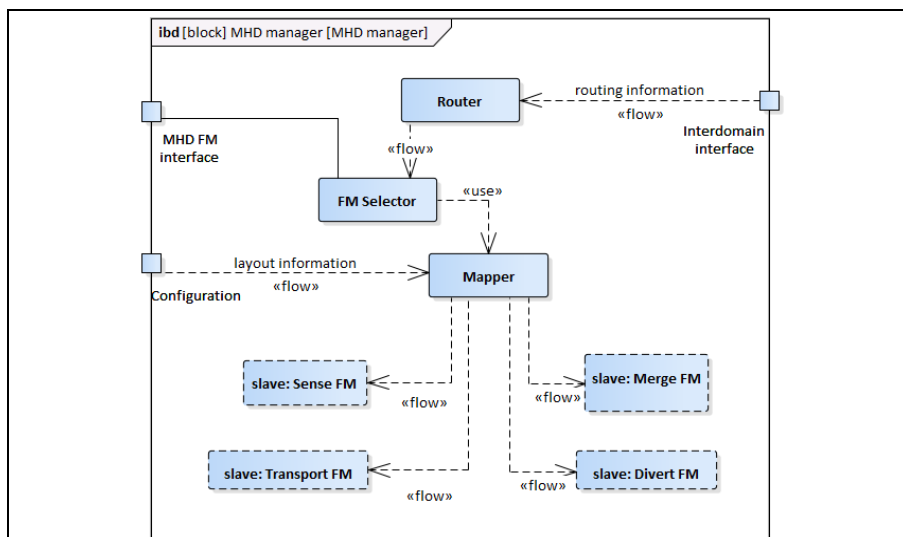 ibd [block] MHD manager [MHD manager]
Router
routing information
«flow»
Interdomain
interface
MHD FM
interface
«flow»
FM Selector
«use»
layout information
«flow»
Configuration
Mapper
slave: Sense FM
«flow»
slave: Merge FM
«flow»
slave: Transport FM
«flow»
slave: Divert FM
«flow»